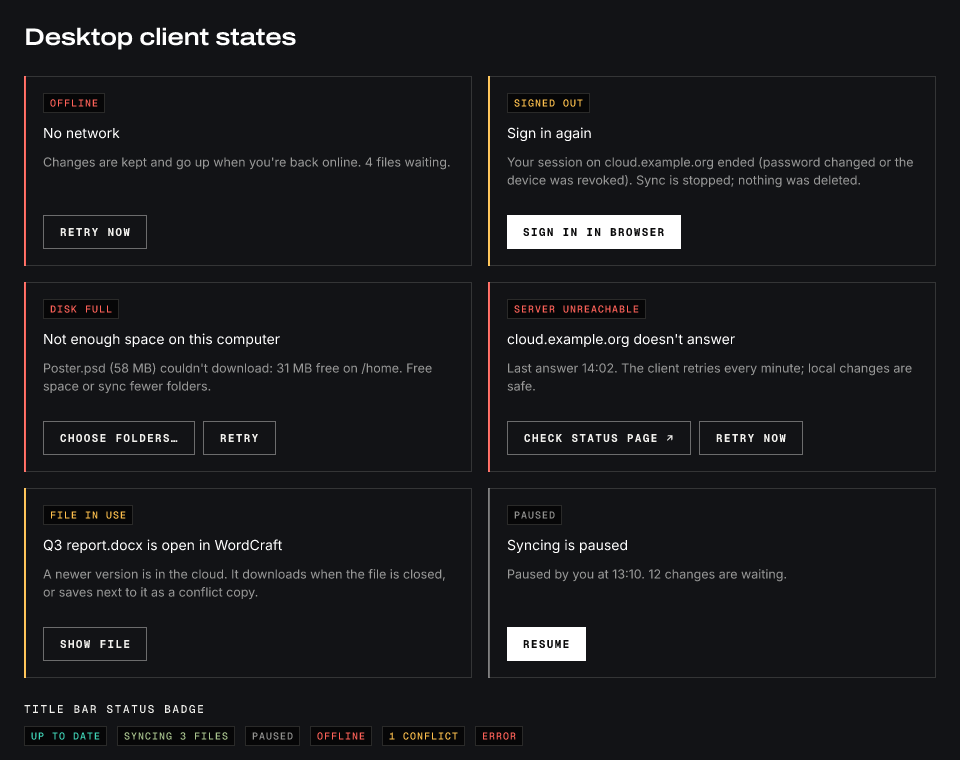 Desktop client states
OFFLINE
No network
Changes are kept and go up when you're back online. 4 files waiting.
RETRY NOW
SIGNED OUT
Sign in again
Your session on cloud.example.org ended (password changed or the
device was revoked). Sync is stopped; nothing was deleted.
SIGN IN IN BROWSER
DISK FULL
Not enough space on this computer
Poster.psd (58 MB) couldn't download: 31 MB free on /home. Free
space or sync fewer folders.
CHOOSE FOLDERS…
RETRY
SERVER UNREACHABLE
cloud.example.org doesn't answer
Last answer 14:02. The client retries every minute; local changes are
safe.
CHECK STATUS PAGE ↗
RETRY NOW
FILE IN USE
Q3 report.docx is open in WordCraft
A newer version is in the cloud. It downloads when the file is closed,
or saves next to it as a conflict copy.
SHOW FILE
PAUSED
Syncing is paused
Paused by you at 13:10. 12 changes are waiting.
RESUME
TITLE BAR STATUS BADGE
UP TO DATE
SYNCING 3 FILES
PAUSED
OFFLINE
1 CONFLICT
ERROR